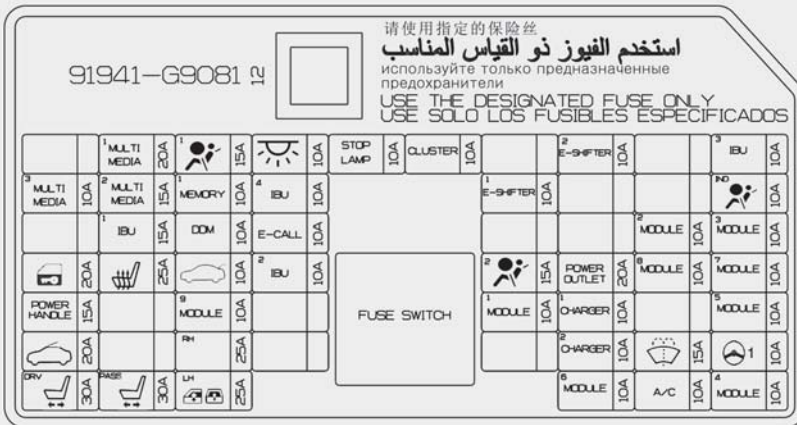 91941-G9081 12
请使用指定的保险丝
استخدم الفيوز ذو القياس المناسب
используйте только предназначенные
предохранители
USE THE DESIGNATED FUSE ONLY
USE SOLO LOS FUSIBLES ESPECIFICADOS
1 MULTI MEDIA 20A 1 15A 10A STOP LAMP 10A CLUSTER 10A 2 E-SHIFTER 10A 3 IBU 10A
3 MULTI MEDIA 10A 2 MULTI MEDIA 15A 1 MEMORY 10A 4 IBU 10A 1 E-SHIFTER 10A IND 10A
1 IBU 15A DDM 10A E-CALL 10A 2 MODULE 10A 3 MODULE 10A
20A 25A 10A 2 IBU 10A FUSE SWITCH 2 15A POWER OUTLET 20A 8 MODULE 10A 7 MODULE 10A
POWER HANDLE 15A 9 MODULE 10A 1 MODULE 10A 1 CHARGER 10A 5 MODULE 10A
20A RH 25A 2 CHARGER 10A 15A 1 10A
DRV 30A PASS 30A LH 25A 6 MODULE 10A A/C 10A 4 MODULE 10A